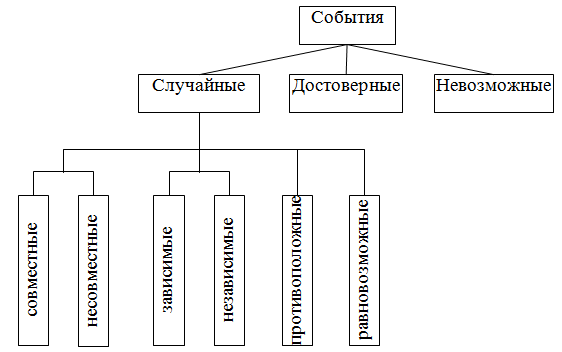 События
Случайные
Достоверные
Невозможные
совместные
несовместные
зависимые
независимые
противоположные
равновозможные